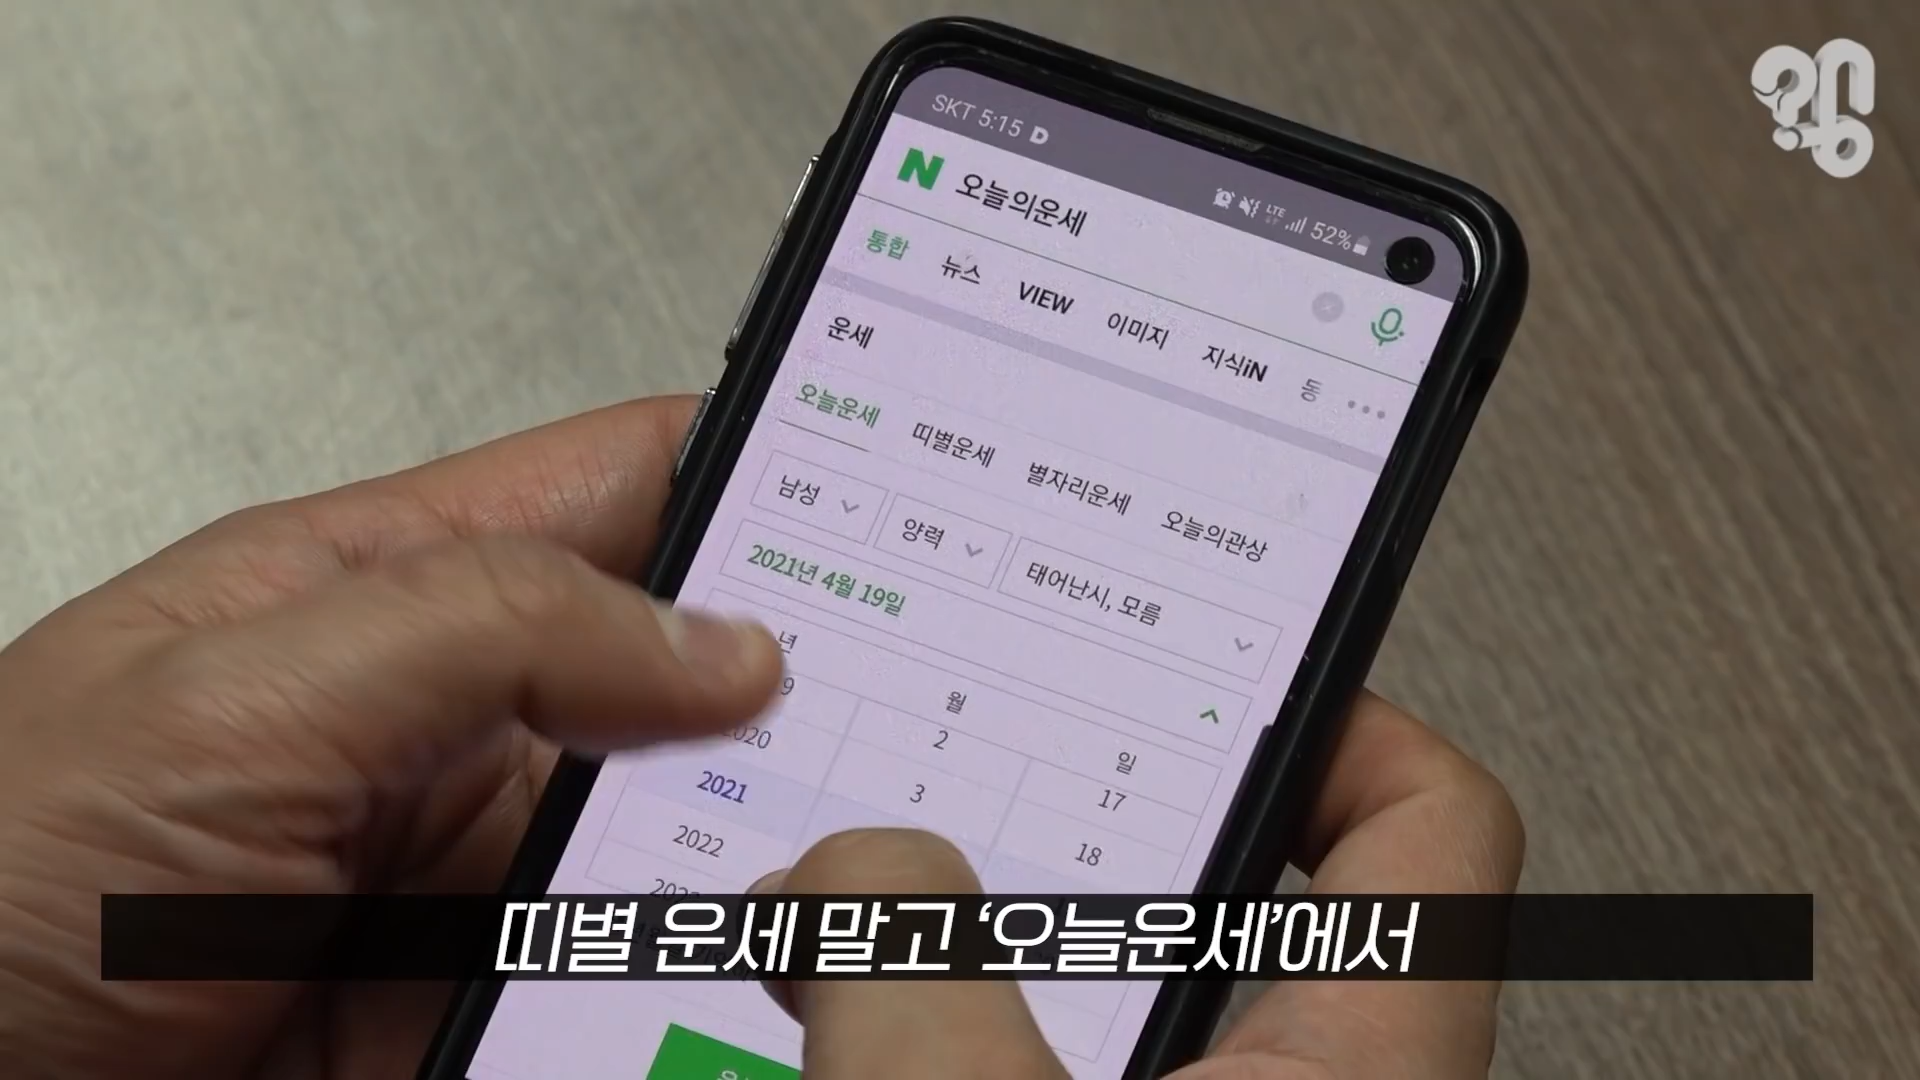 SKT 5:15
LTE 52%
N 오늘의운세
통합 뉴스 VIEW 이미지 지식iN 동
운세
오늘운세 띠별운세 별자리운세 오늘의관상
남성 양력 태어난시, 모름
2021년 4월 19일
년 월 일
2020 2 17
2021 3 18
2022
띠별 운세 말고 ‘오늘운세’에서